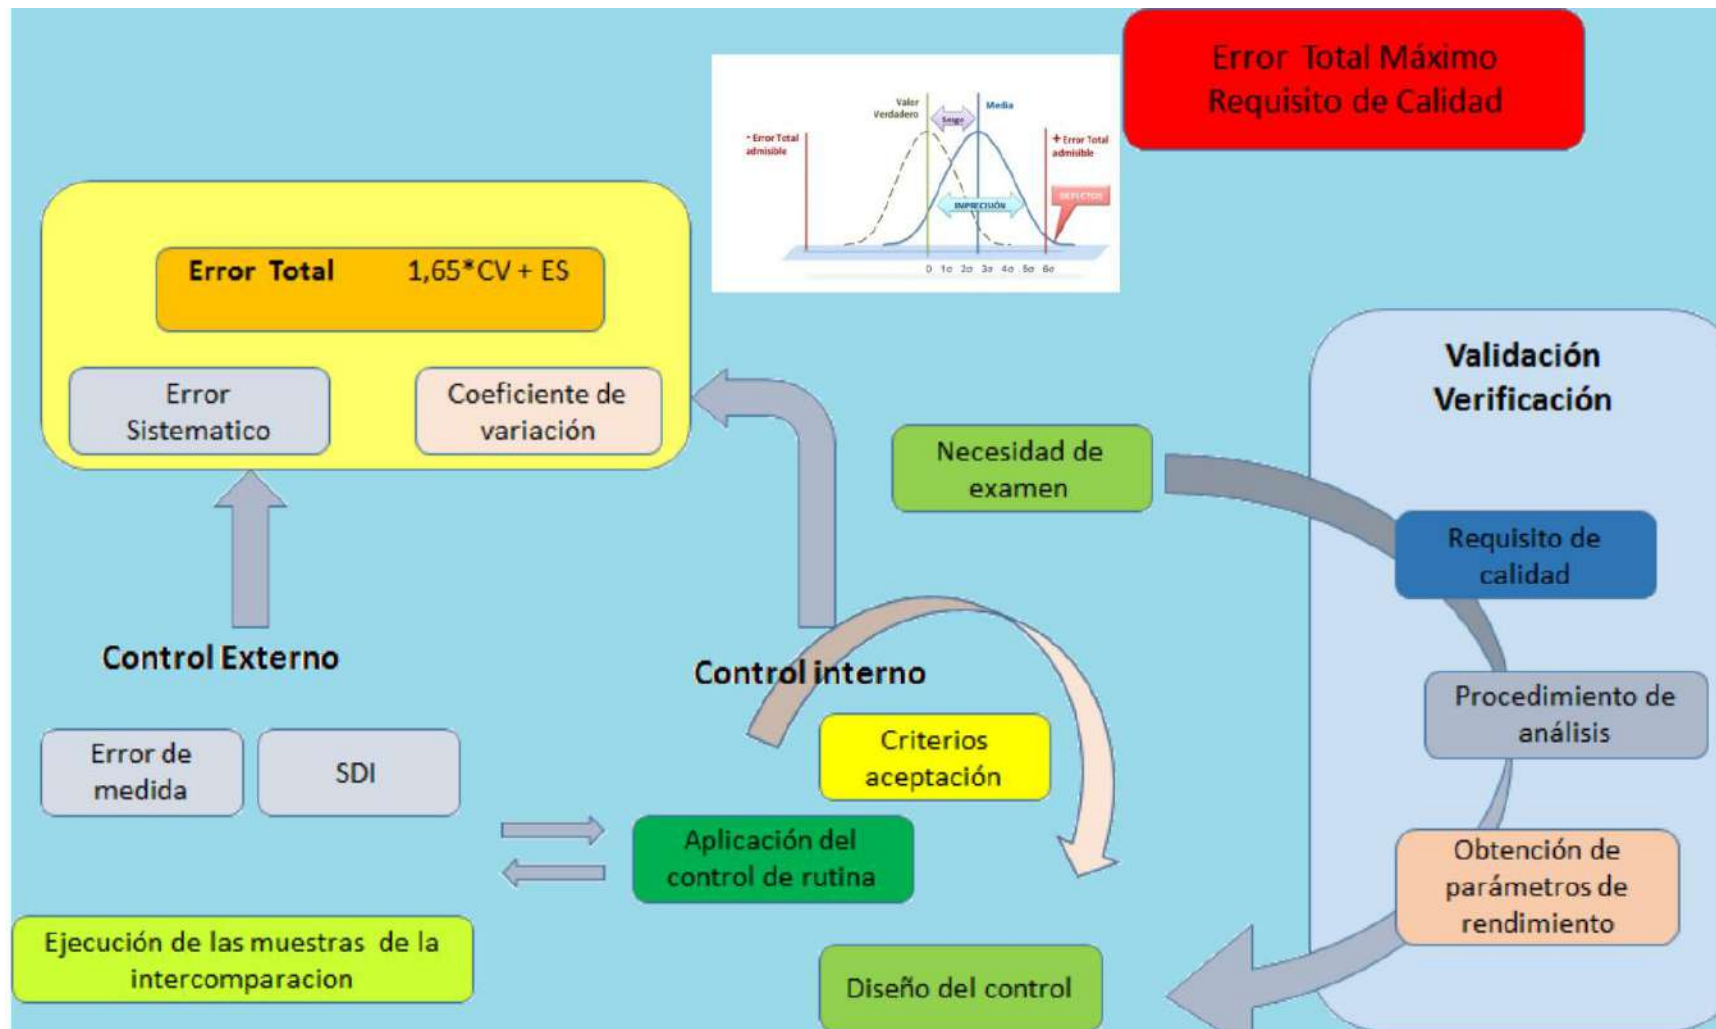 Error Total Máximo
Requisito de Calidad
Valor
Verdadero
Sesgo
Media
- Error Total
admisible
+ Error Total
admisible
DEFECTOS
IMPRECISIÓN
0 1σ 2σ 3σ 4σ 5σ 6σ
Error Total 1,65*CV + ES
Error
Sistematico
Coeficiente de
variación
Validación
Verificación
Necesidad de
examen
Requisito de
calidad
Control Externo
Control interno
Procedimiento de
análisis
Error de
medida
SDI
Criterios
aceptación
Aplicación del
control de rutina
Obtención de
parámetros de
rendimiento
Ejecución de las muestras de la
intercomparacion
Diseño del control